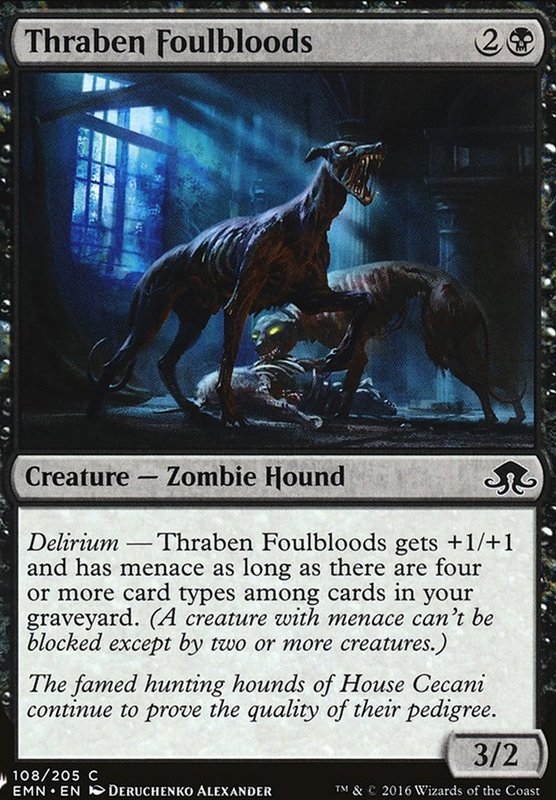 Thraben Foulbloods 2
Creature — Zombie Hound
Delirium — Thraben Foulbloods gets +1/+1
and has menace as long as there are four
or more card types among cards in your
graveyard. (A creature with menace can't be
blocked except by two or more creatures.)
The famed hunting hounds of House Cecani
continue to prove the quality of their pedigree.
3/2
108/205 C
EMN • EN DERUCHENKO ALEXANDER
™ & © 2016 Wizards of the Coast